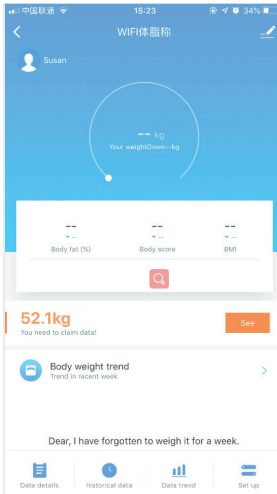 中国联通 15:23 34%
WIFI体脂称
Susan
-- kg
Your weightDown--kg
-- -- --
-- -- --
Body fat (%) Body score BMI
52.1kg
You need to claim data!
See
Body weight trend
Trend in recent week
Dear, I have forgotten to weigh it for a week.
Data details historical data Data trend Set up